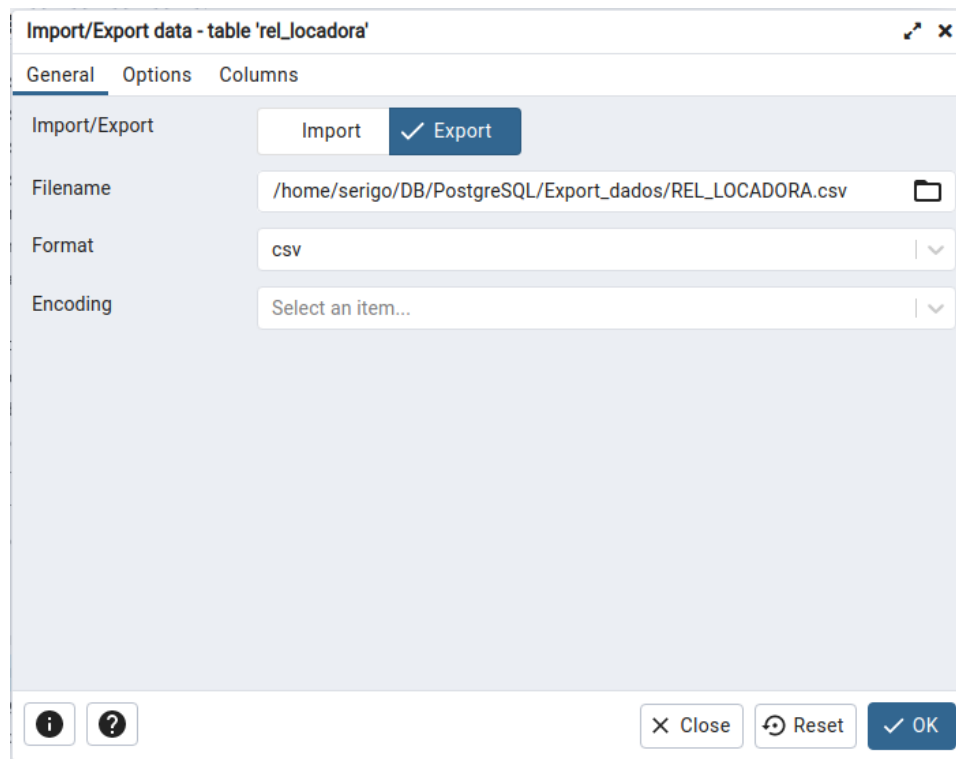 Import/Export data - table 'rel_locadora'
General Options Columns
Import/Export Import Export
Filename /home/serigo/DB/PostgreSQL/Export_dados/REL_LOCADORA.csv
Format csv
Encoding Select an item...
Close Reset OK